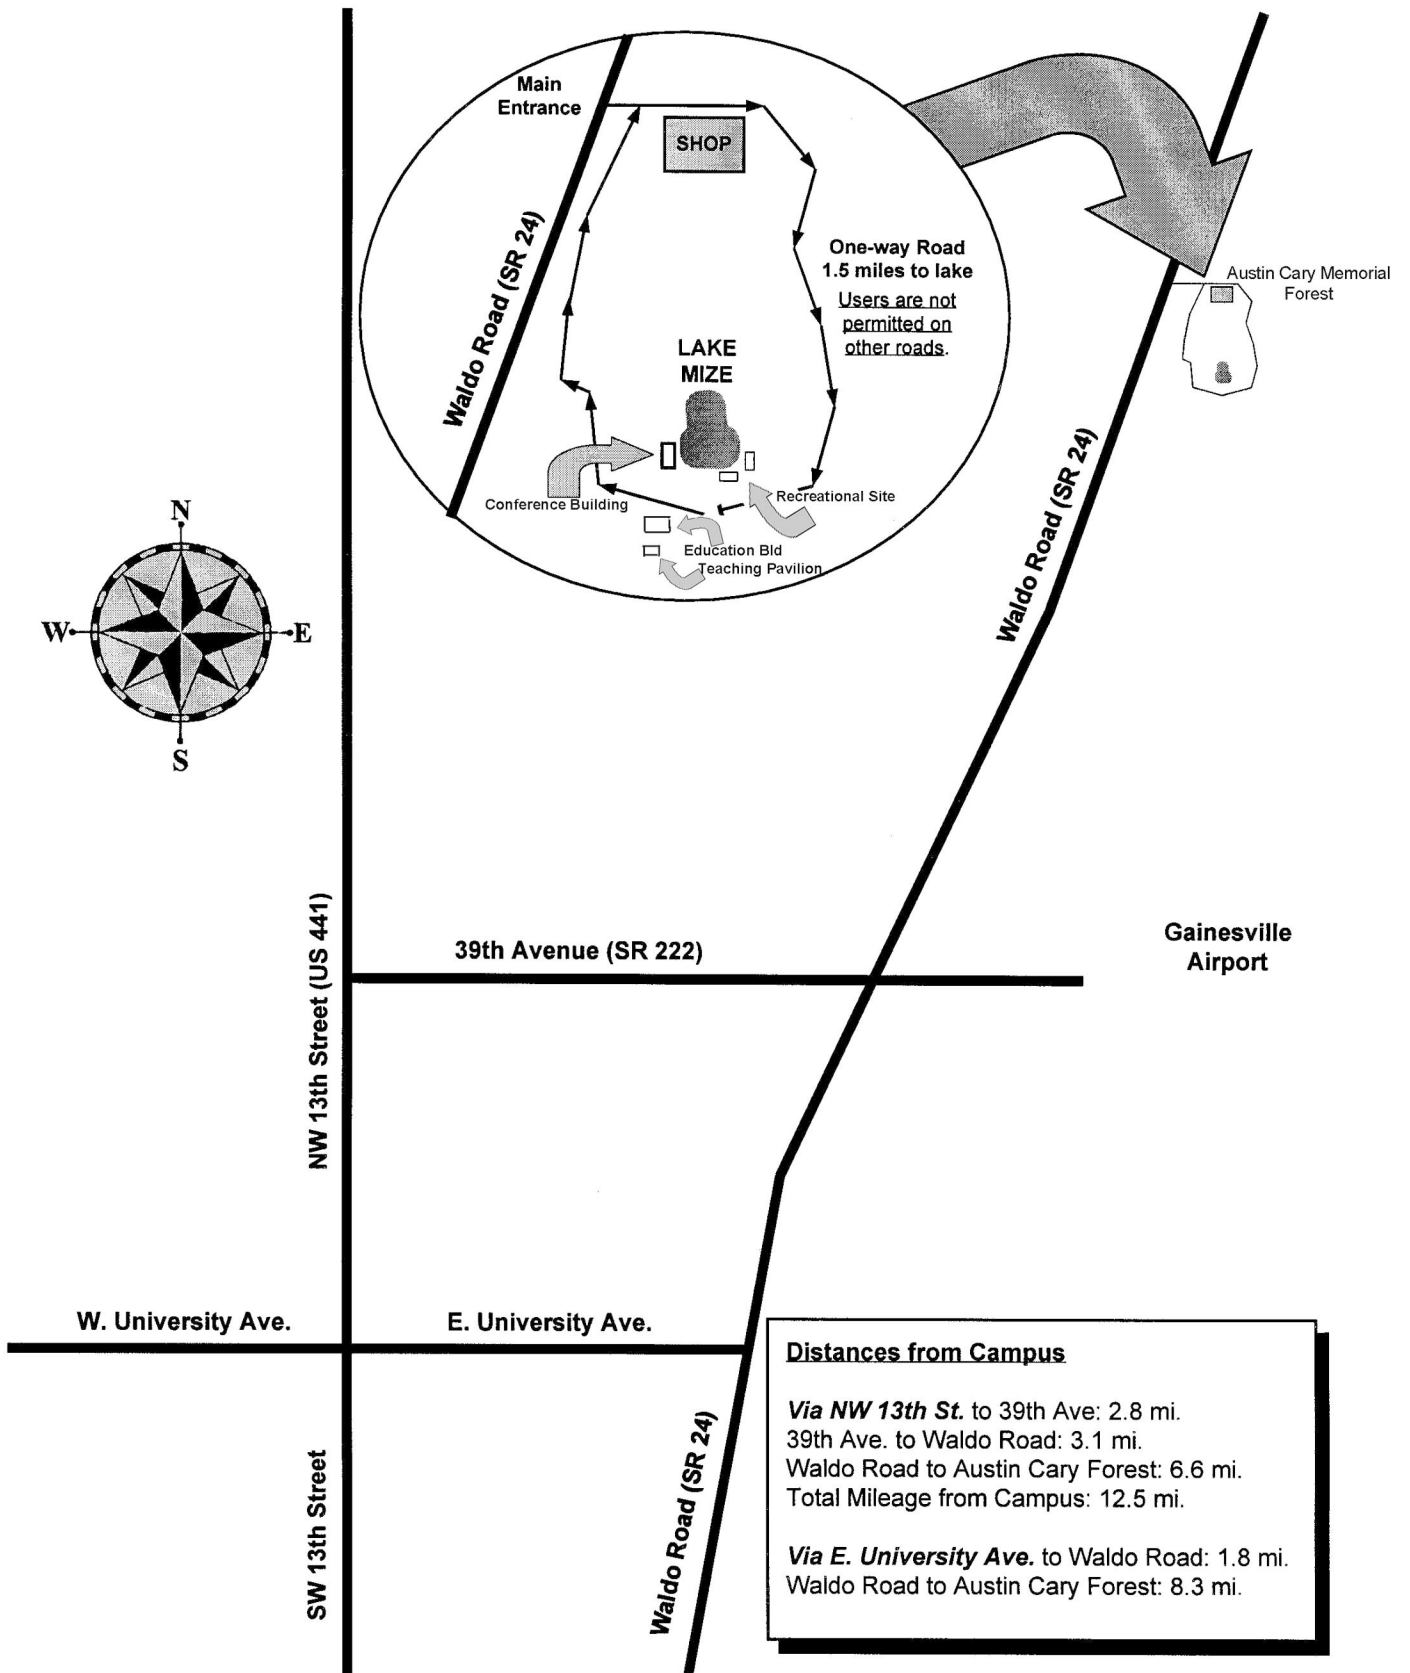 Main
Entrance
SHOP
Waldo Road (SR 24)
One-way Road
1.5 miles to lake
Users are not
permitted on
other roads.
LAKE
MIZE
Conference Building
Recreational Site
Education Bld
Teaching Pavilion
Austin Cary Memorial
Forest
Waldo Road (SR 24)
N
W
E
S
NW 13th Street (US 441)
39th Avenue (SR 222)
Gainesville
Airport
W. University Ave.
E. University Ave.
SW 13th Street
Waldo Road (SR 24)
Distances from Campus
Via NW 13th St. to 39th Ave: 2.8 mi.
39th Ave. to Waldo Road: 3.1 mi.
Waldo Road to Austin Cary Forest: 6.6 mi.
Total Mileage from Campus: 12.5 mi.
Via E. University Ave. to Waldo Road: 1.8 mi.
Waldo Road to Austin Cary Forest: 8.3 mi.